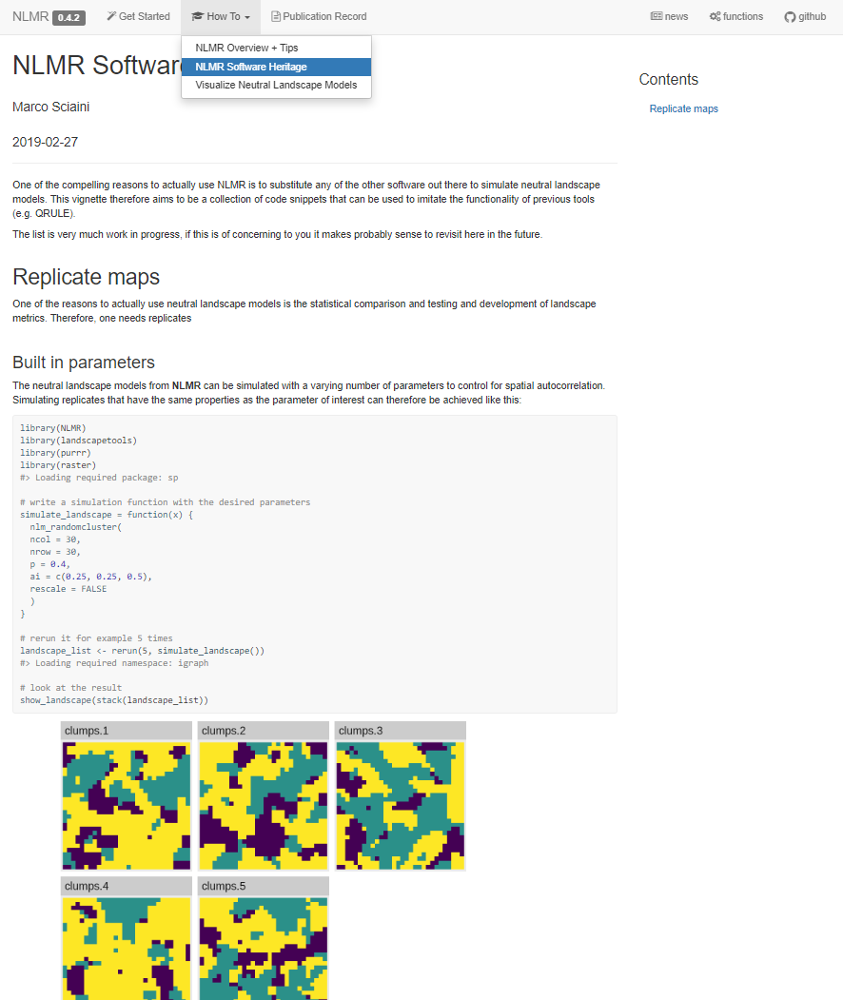 NLMR 0.4.2 Get Started How To Publication Record news functions github
NLMR Overview + Tips
NLMR Software Heritage
Visualize Neutral Landscape Models
NLMR Softwar
Contents
Replicate maps
Marco Sciaini
2019-02-27
One of the compelling reasons to actually use NLMR is to substitute any of the other software out there to simulate neutral landscape
models. This vignette therefore aims to be a collection of code snippets that can be used to imitate the functionality of previous tools
(e.g. QRULE).
The list is very much work in progress, if this is of concerning to you it makes probably sense to revisit here in the future.
Replicate maps
One of the reasons to actually use neutral landscape models is the statistical comparison and testing and development of landscape
metrics. Therefore, one needs replicates
Built in parameters
The neutral landscape models from NLMR can be simulated with a varying number of parameters to control for spatial autocorrelation.
Simulating replicates that have the same properties as the parameter of interest can therefore be achieved like this:
library(NLMR)
library(landscapetools)
library(purrr)
library(raster)
#> Loading required package: sp
# write a simulation function with the desired parameters
simulate_landscape = function(x) {
nlm_randomcluster(
ncol = 30,
nrow = 30,
p = 0.4,
ai = c(0.25, 0.25, 0.5),
rescale = FALSE
)
}
# rerun it for example 5 times
landscape_list <- rerun(5, simulate_landscape())
#> Loading required namespace: igraph
# look at the result
show_landscape(stack(landscape_list))
clumps.1 clumps.2 clumps.3
clumps.4 clumps.5